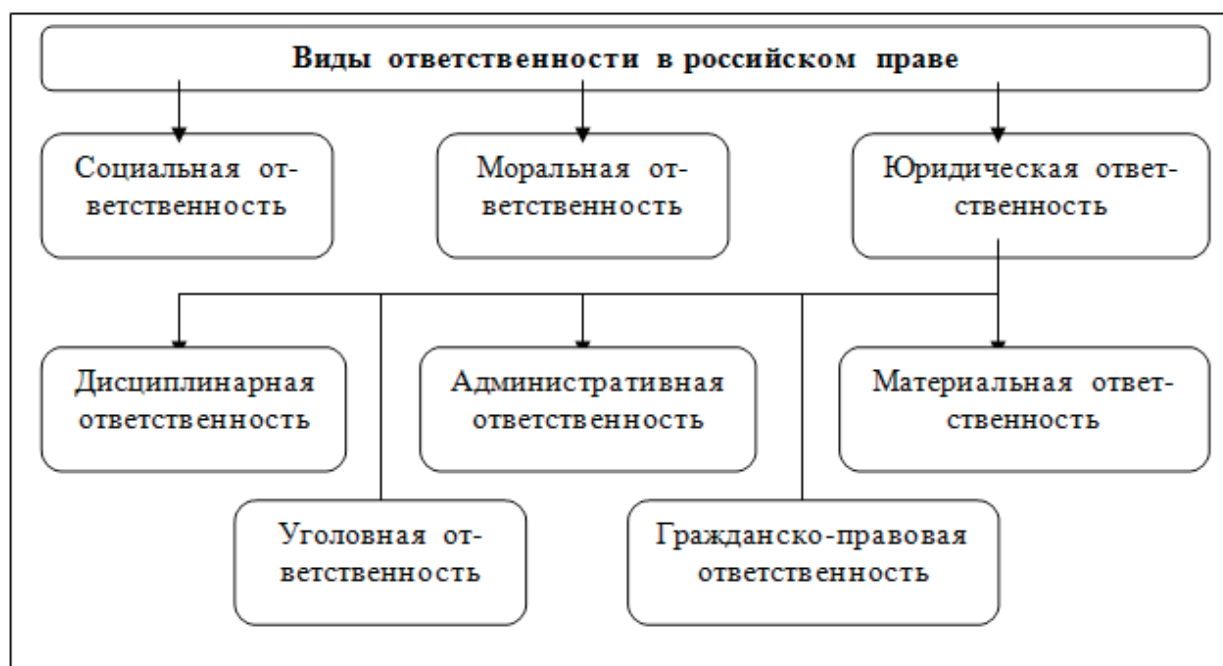 Виды ответственности в российском праве
Социальная от-
ветственность
Моральная от-
ветственность
Юридическая ответ-
ственность
Дисциплинарная
ответственность
Административная
ответственность
Материальная ответ-
ственность
Уголовная от-
ветственность
Гражданско-правовая
ответственность